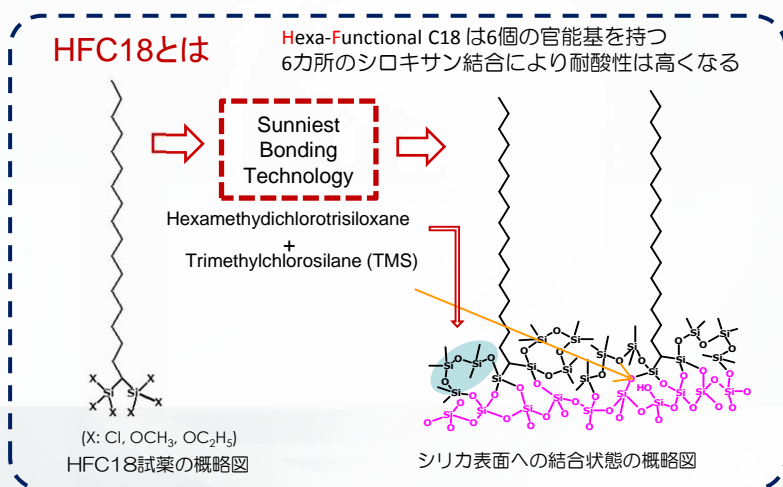 HFC18とは
Hexa-Functional C18 は6個の官能基を持つ
6カ所のシロキサン結合により耐酸性は高くなる
Sunniest
Bonding
Technology
Hexamethydichlorotrisiloxane
+
Trimethylchlorosilane (TMS)
X X
X Si Si X
X X
(X: Cl, OCH₃, OC₂H₅)
HFC18試薬の概略図
HO
シリカ表面への結合状態の概略図